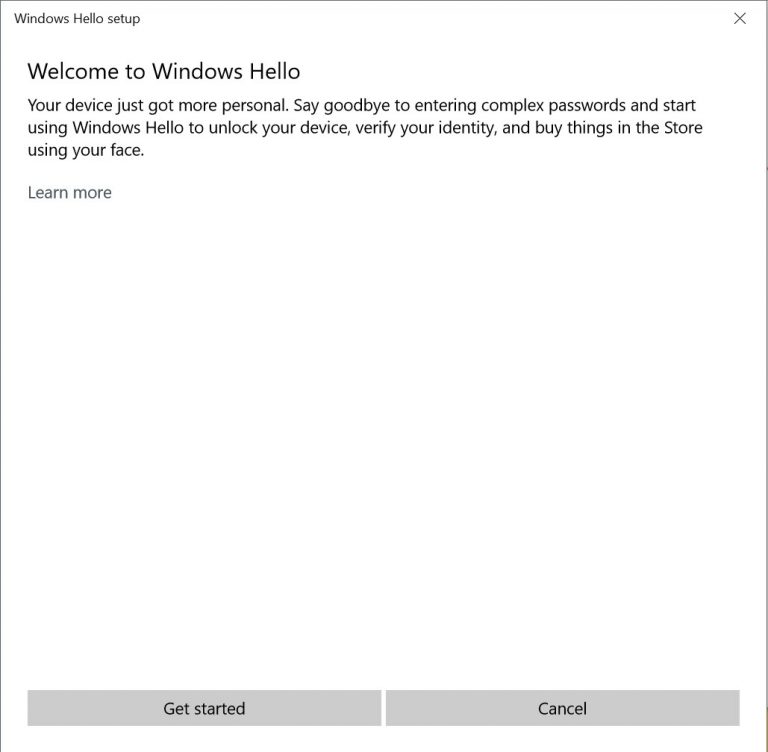 Windows Hello setup
Welcome to Windows Hello
Your device just got more personal. Say goodbye to entering complex passwords and start
using Windows Hello to unlock your device, verify your identity, and buy things in the Store
using your face.
Learn more
Get started
Cancel